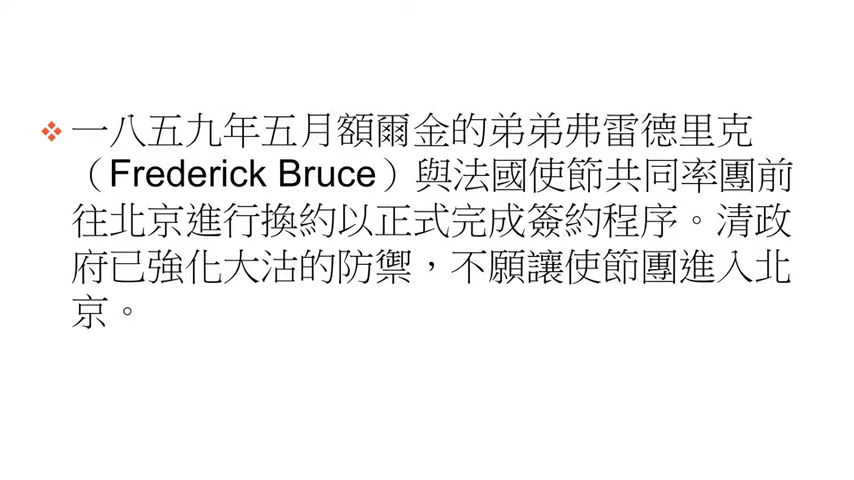 一八五九年五月額爾金的弟弟弗雷德里克
（Frederick Bruce）與法國使節共同率團前
往北京進行換約以正式完成簽約程序。清政
府已強化大沽的防禦，不願讓使節團進入北
京。